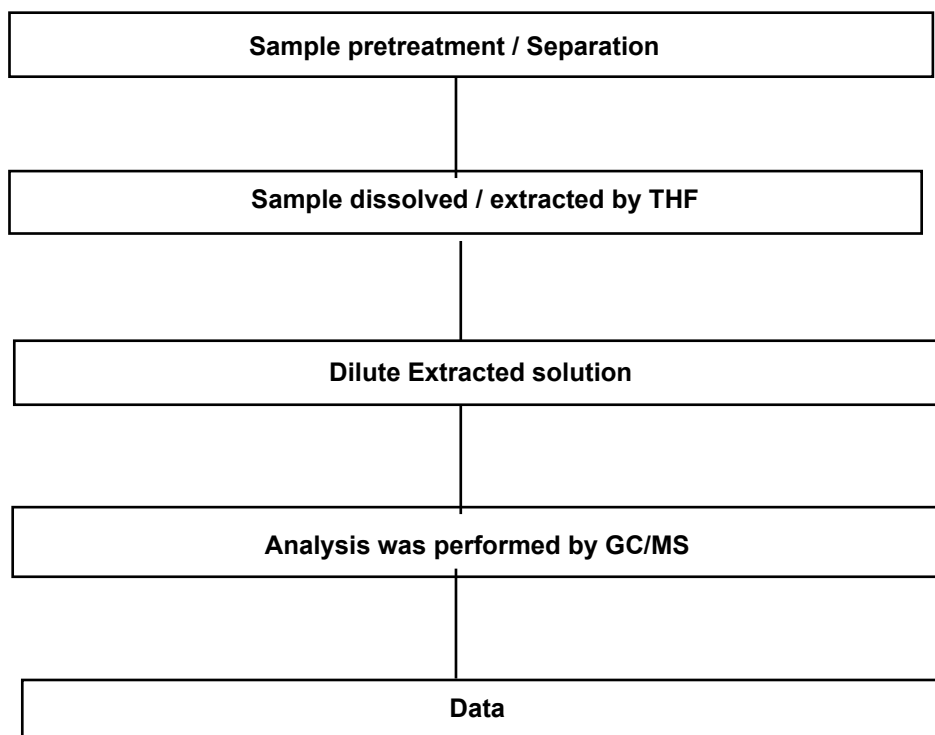 Sample pretreatment / Separation
Sample dissolved / extracted by THF
Dilute Extracted solution
Analysis was performed by GC/MS
Data